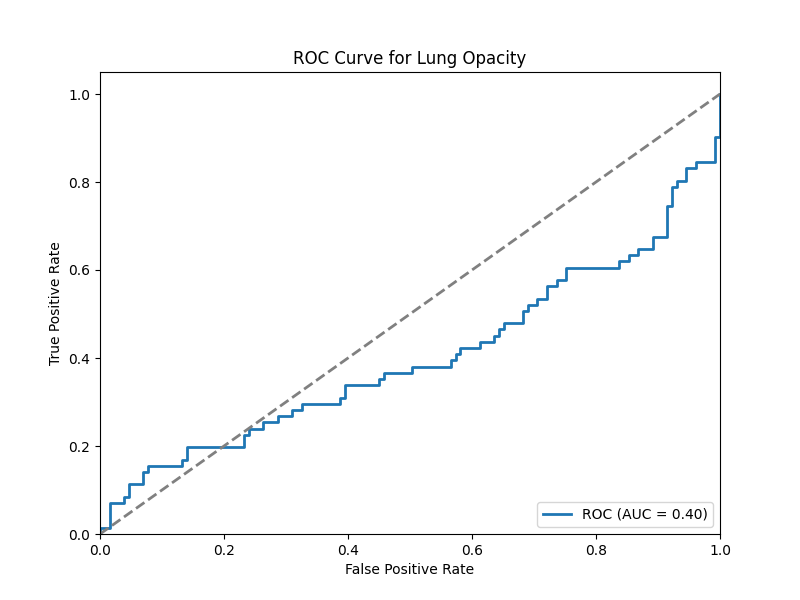 ROC Curve for Lung Opacity
True Positive Rate
1.0
0.8
0.6
0.4
0.2
0.0
0.0 0.2 0.4 0.6 0.8 1.0
False Positive Rate
ROC (AUC = 0.40)